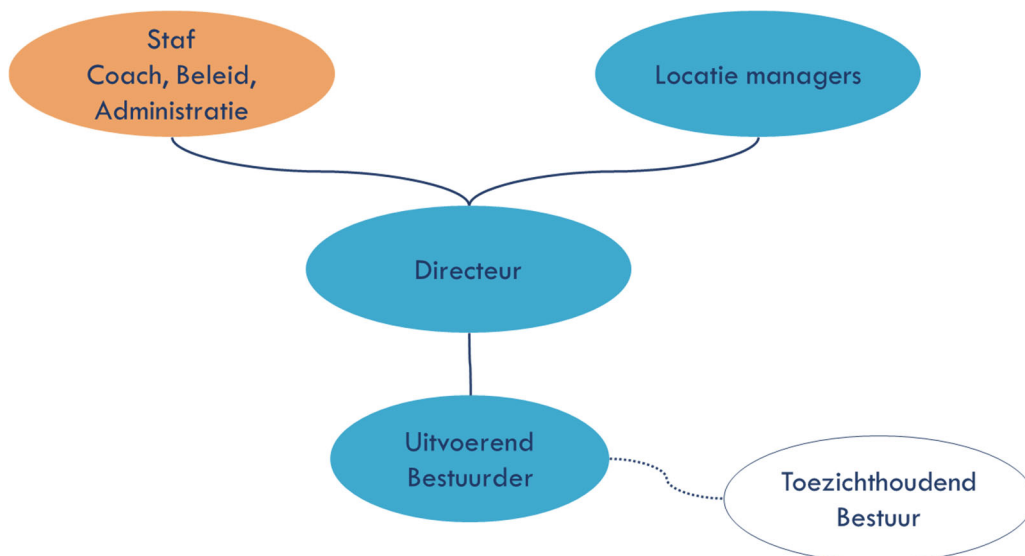 Staf
Coach, Beleid,
Administratie
Locatie managers
Directeur
Uitvoerend
Bestuurder
Toezichthoudend
Bestuur